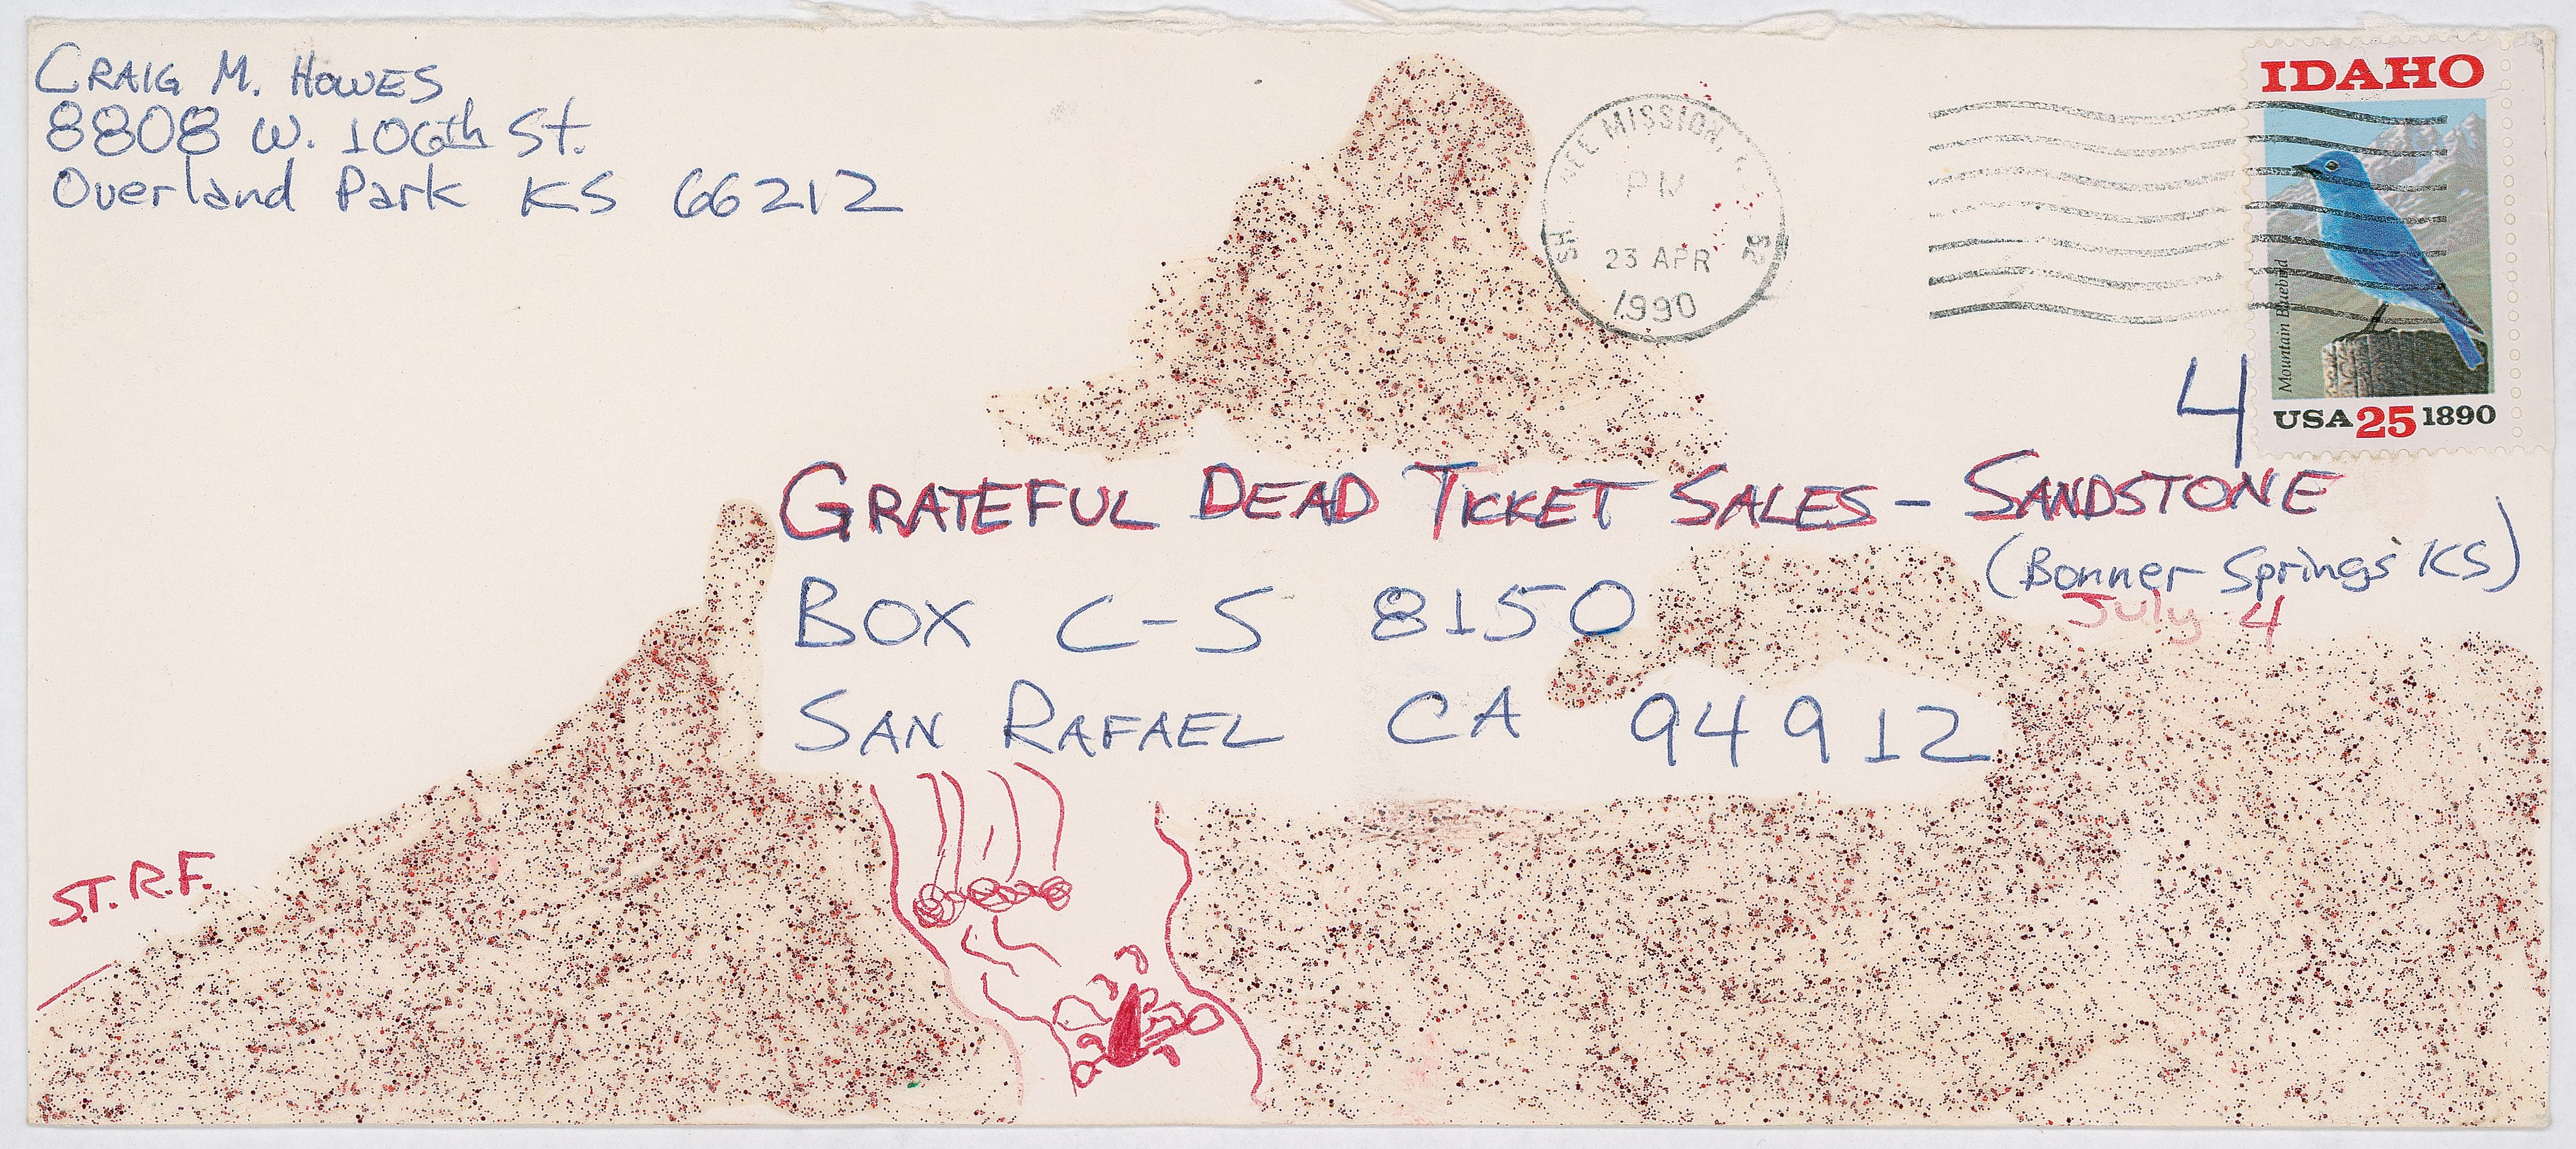 CRAIG M. HOWES
8808 W. 106th St.
Overland Park KS 66212
MISSION,
PM
23 APR
1990
IDAHO
Mountain Bluebird
USA 25 1890
4
GRATEFUL DEAD TICKET SALES - SANDSTONE
(Bonner Springs KS)
July 4
BOX C-S 8150
SAN RAFAEL CA 94912
S.T.R.F.